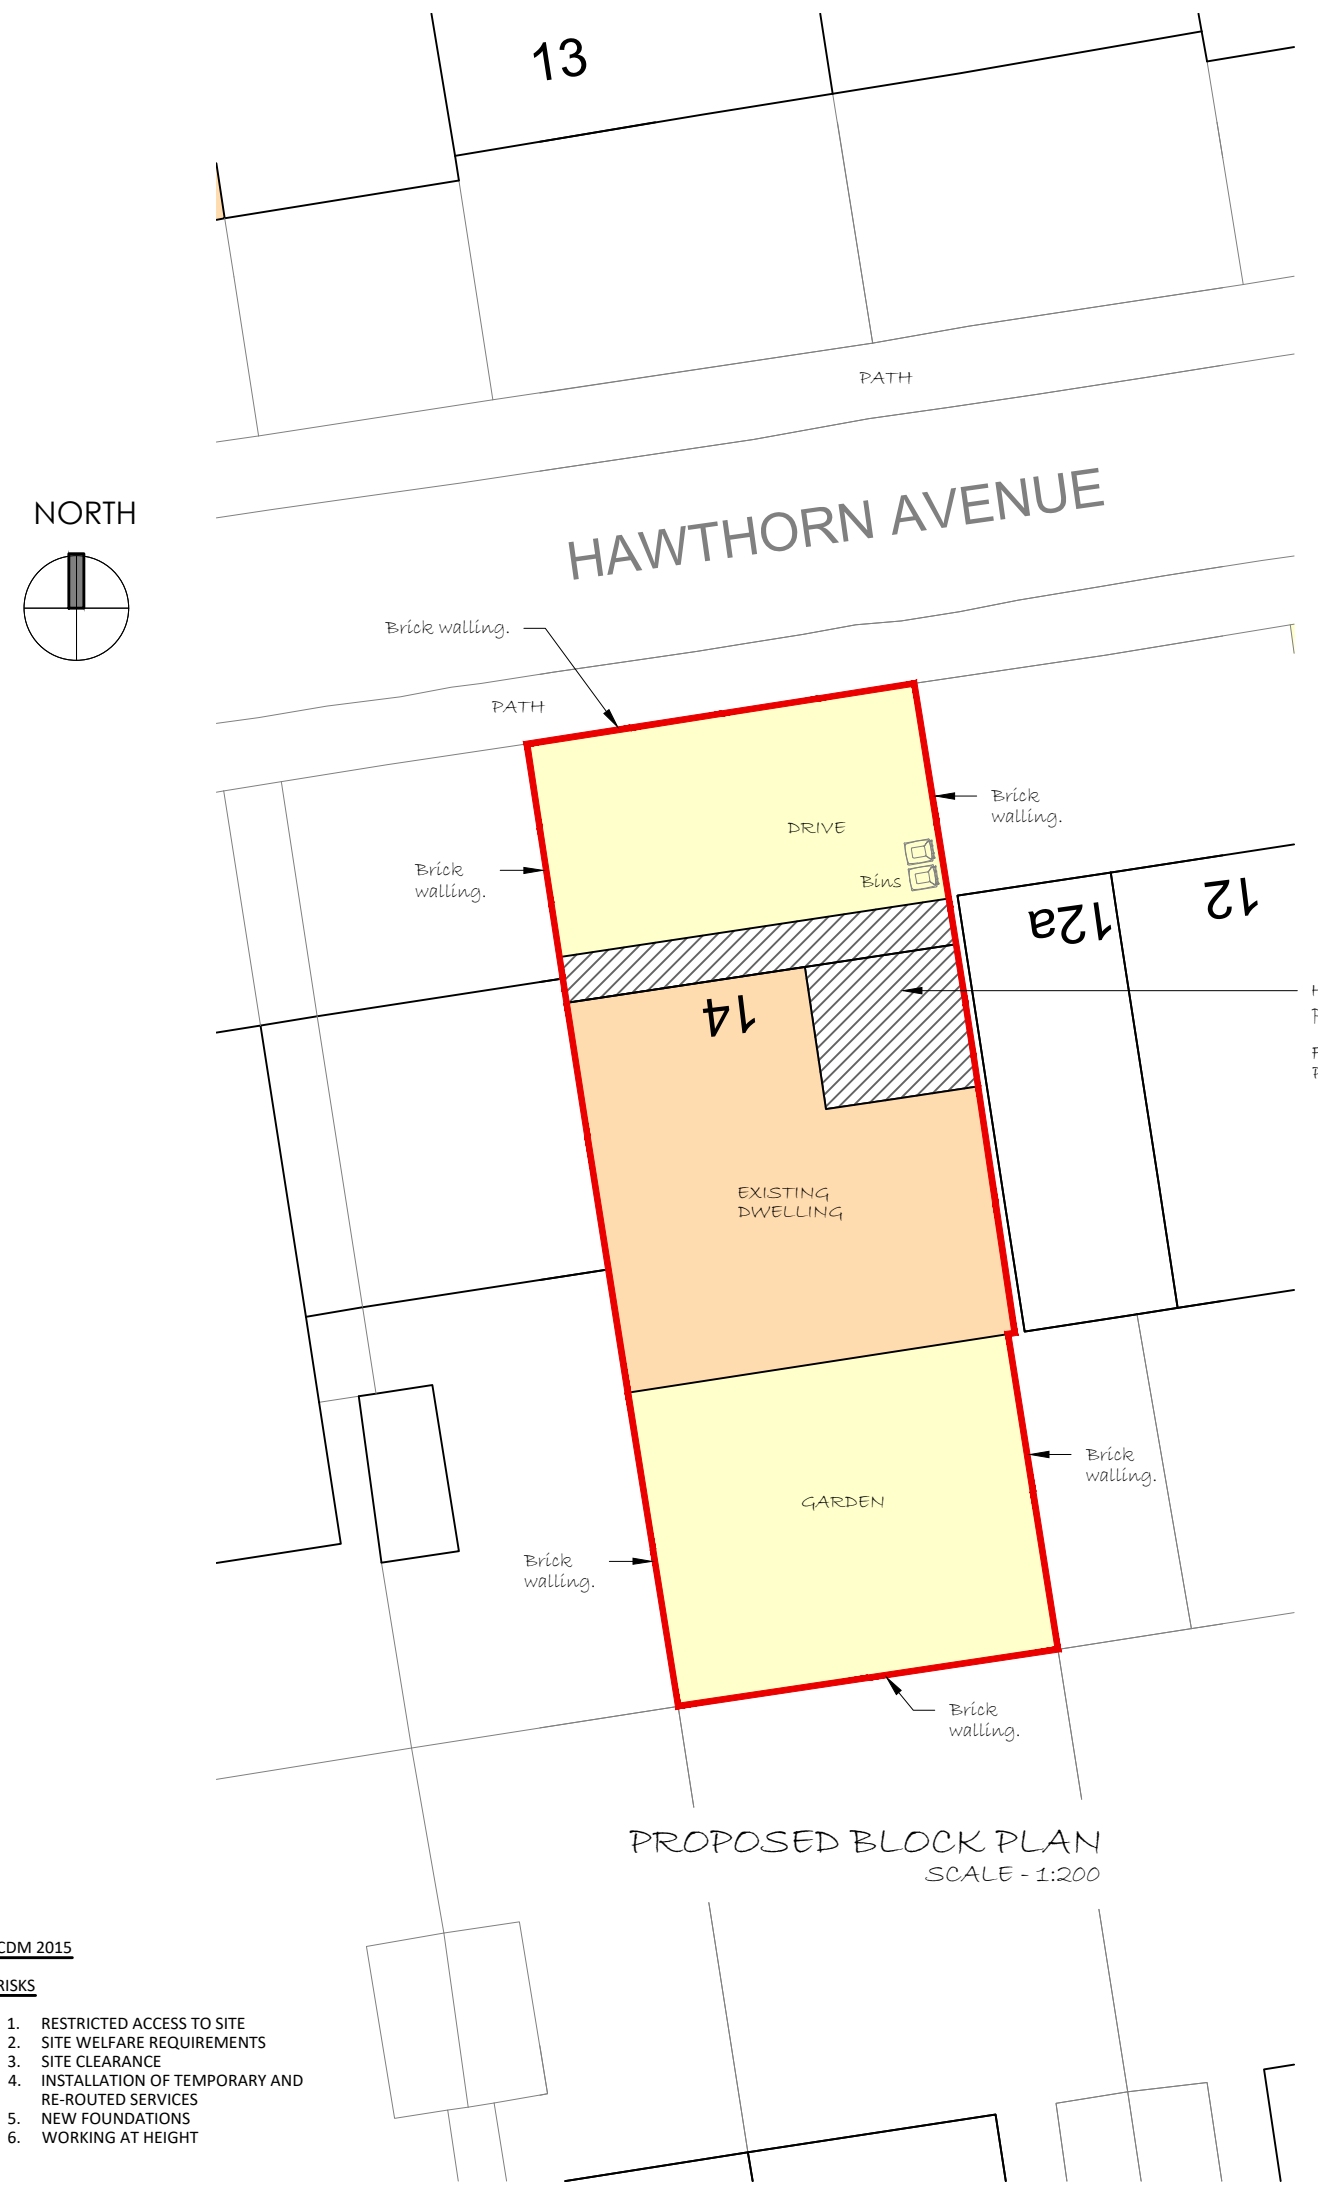 13
PATH
HAWTHORN AVENUE
NORTH
Brick walling.
PATH
Brick
walling.
DRIVE
Brick
walling.
Bins
12a
12
14
EXISTING
DWELLING
Brick
walling.
GARDEN
Brick
walling.
Brick
walling.
PROPOSED BLOCK PLAN
SCALE - 1:200
CDM 2015
RISKS
1. RESTRICTED ACCESS TO SITE
2. SITE WELFARE REQUIREMENTS
3. SITE CLEARANCE
4. INSTALLATION OF TEMPORARY AND
RE-ROUTED SERVICES
5. NEW FOUNDATIONS
6. WORKING AT HEIGHT